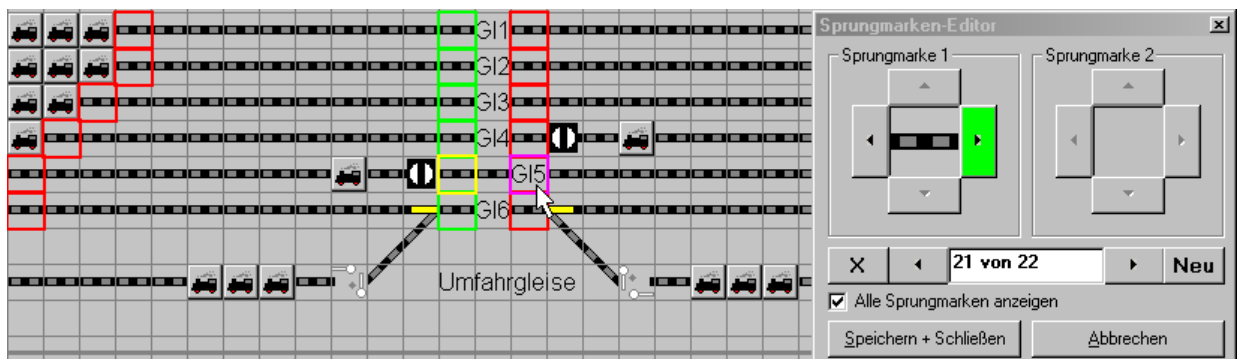 Gl1
Gl2
Gl3
Gl4
Gl5
Gl6
Umfahrgleise
Sprungmarken-Editor
Sprungmarke 1
Sprungmarke 2
X
21 von 22
Neu
Alle Sprungmarken anzeigen
Speichern + Schließen
Abbrechen